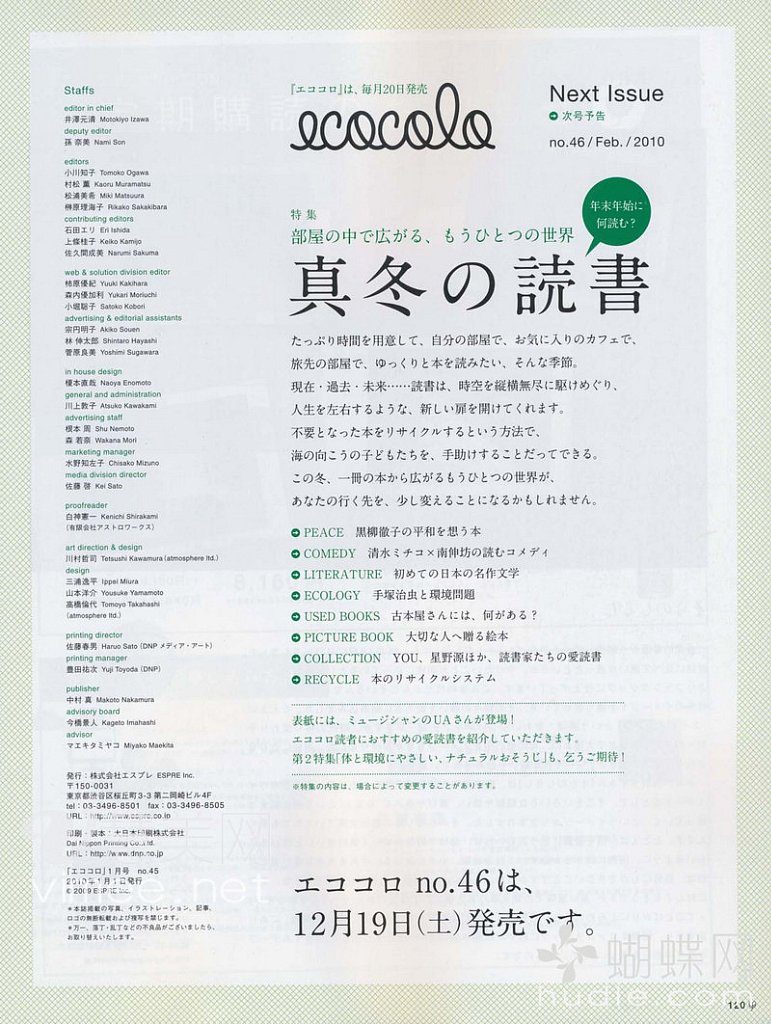 Staffs
editor in chief
井澤元清 Motokiyo Izawa
deputy editor
孫 奈美 Nami Son
editors
小川知子 Tomoko Ogawa
村松 薫 Kaoru Muramatsu
松浦美希 Miki Matsuura
榊原理海子 Rikako Sakakibara
contributing editors
石田エリ Eri Ishida
上條桂子 Keiko Kamijo
佐久間成美 Narumi Sakuma
web & solution division editor
柿原優紀 Yuuki Kakihara
森内優加利 Yukari Moriuchi
小堀聡子 Satoko Kobori
advertising & editorial assistants
宗円明子 Akiko Souen
林 伸太郎 Shintaro Hayashi
菅原良美 Yoshimi Sugawara
in house design
榎本直哉 Naoya Enomoto
general and administration
川上敦子 Atsuko Kawakami
advertising staff
根本 周 Shu Nemoto
森 若奈 Wakana Mori
marketing manager
水野知左子 Chisako Mizuno
media division director
佐藤 啓 Kei Sato
proofreader
白神憲一 Kenichi Shirakami
(有限会社アストロワークス)
art direction & design
川村哲司 Tetsushi Kawamura (atmosphere ltd.)
design
三浦逸平 Ippei Miura
山本洋介 Yousuke Yamamoto
高橋倫代 Tomoyo Takahashi
(atmosphere ltd.)
printing director
佐藤春男 Haruo Sato (DNP メディア・アート)
printing manager
豊田祐次 Yuji Toyoda (DNP)
publisher
中村 真 Makoto Nakamura
advisory board
今橋景人 Kageto Imahashi
advisor
マエキタミヤコ Miyako Maekita
発行:株式会社エスプレ ESPRE Inc.
〒150-0031
東京都渋谷区桜丘町3-3 第二岡崎ビル4F
tel:03-3496-8501 fax:03-3496-8505
URL:http://www.espre.co.jp
印刷・製本:大日本印刷株式会社
Dai Nippon Printing Co.,Ltd.
URL:http://www.dnp.co.jp
『エココロ』1月号 no.45
2010年1月1日発行
© 2009 ESPRE Inc.
*本誌掲載の写真、イラストレーション、記事、
ロゴの無断転載および複写を禁じます。
*万一、落丁・乱丁などの不良品がございましたら、
お取り替えいたします。
『エココロ』は、毎月20日発売
ecocolo
Next Issue
次号予告
no.46 / Feb. / 2010
年末年始に
何読む?
特集
部屋の中で広がる、もうひとつの世界
真冬の読書
たっぷり時間を用意して、自分の部屋で、お気に入りのカフェで、
旅先の部屋で、ゆっくりと本を読みたい、そんな季節。
現在・過去・未来……読書は、時空を縦横無尽に駆けめぐり、
人生を左右するような、新しい扉を開けてくれます。
不要となった本をリサイクルするという方法で、
海の向こうの子どもたちを、手助けすることだってできる。
この冬、一冊の本から広がるもうひとつの世界が、
あなたの行く先を、少し変えることになるかもしれません。
PEACE 黒柳徹子の平和を想う本
COMEDY 清水ミチコ×南伸坊の読むコメディ
LITERATURE 初めての日本の名作文学
ECOLOGY 手塚治虫と環境問題
USED BOOKS 古本屋さんには、何がある?
PICTURE BOOK 大切な人へ贈る絵本
COLLECTION YOU、星野源ほか、読書家たちの愛読書
RECYCLE 本のリサイクルシステム
表紙には、ミュージシャンのUAさんが登場!
エココロ読者におすすめの愛読書を紹介していただきます。
第2特集「体と環境にやさしい、ナチュラルおそうじ」も、乞うご期待!
※特集の内容は、場合によって変更することがあります。
エココロ no.46は、
12月19日(土)発売です。
蝴蝶网
hudie.com
120